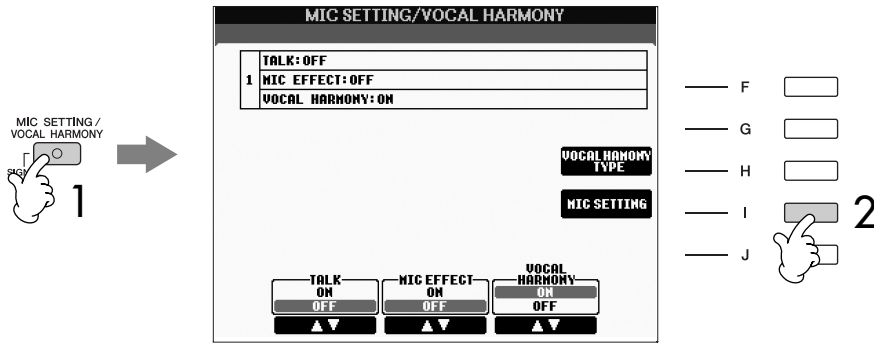 MIC SETTING/VOCAL HARMONY
TALK:OFF
1 MIC EFFECT:OFF
VOCAL HARMONY:ON
MIC SETTING/
VOCAL HARMONY
1
VOCAL HAMONY
TYPE
MIC SETTING
F
G
H
I
J
2
TALK
ON
OFF
MIC EFFECT
ON
OFF
VOCAL
HARMONY
ON
OFF